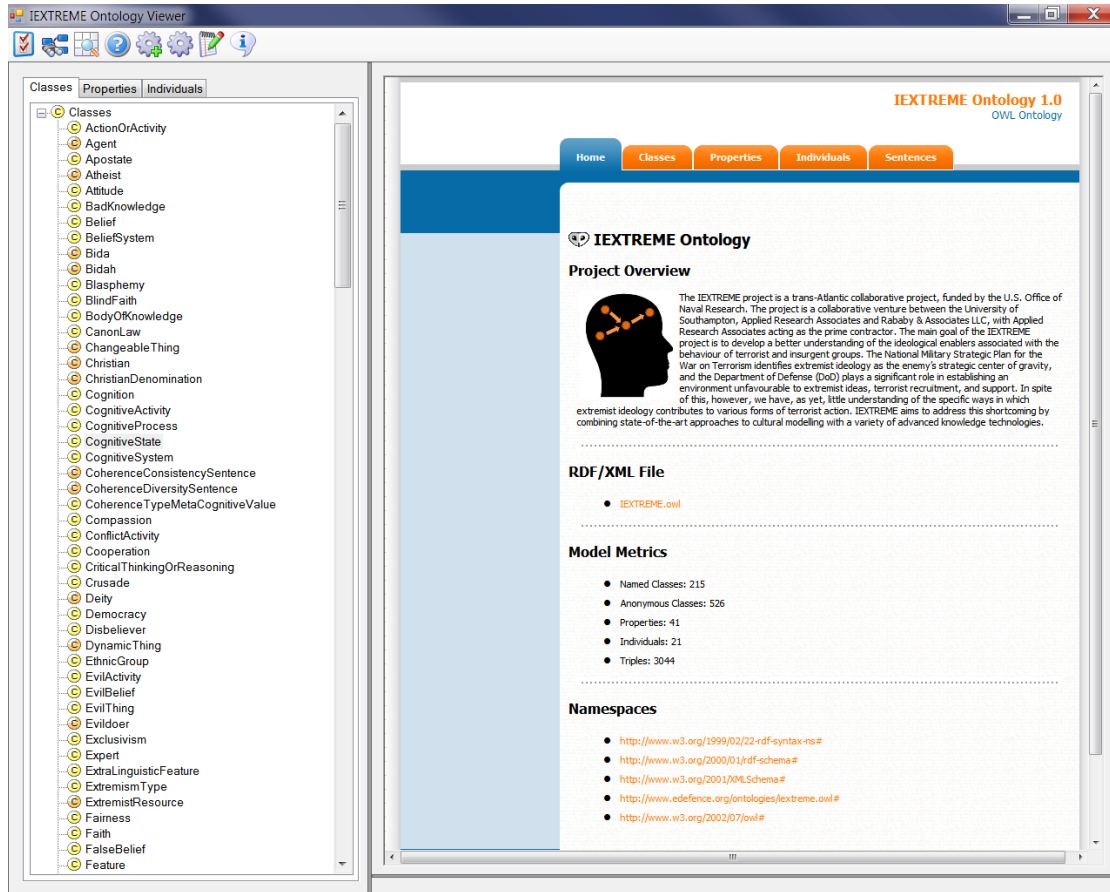 IEXTREME Ontology Viewer
Classes Properties Individuals
Classes
ActionOrActivity
Agent
Apostate
Atheist
Attitude
BadKnowledge
Belief
BeliefSystem
Bida
Bidah
Blasphemy
BlindFaith
BodyOfKnowledge
CanonLaw
ChangeableThing
Christian
ChristianDenomination
Cognition
CognitiveActivity
CognitiveProcess
CognitiveState
CognitiveSystem
CoherenceConsistencySentence
CoherenceDiversitySentence
CoherenceTypeMetaCognitiveValue
Compassion
ConflictActivity
Cooperation
CriticalThinkingOrReasoning
Crusade
Deity
Democracy
Disbeliever
DynamicThing
EthnicGroup
EvilActivity
EvilBelief
EvilThing
Evildoer
Exclusivism
Expert
ExtraLinguisticFeature
ExtremismType
ExtremistResource
Fairness
Faith
FalseBelief
Feature
IEXTREME Ontology 1.0
OWL Ontology
Home Classes Properties Individuals Sentences
IEXTREME Ontology
Project Overview
The IEXTREME project is a trans-Atlantic collaborative project, funded by the U.S. Office of
Naval Research. The project is a collaborative venture between the University of
Southampton, Applied Research Associates and Rababy & Associates LLC, with Applied
Research Associates acting as the prime contractor. The main goal of the IEXTREME
project is to develop a better understanding of the ideological enablers associated with the
behaviour of terrorist and insurgent groups. The National Military Strategic Plan for the
War on Terrorism identifies extremist ideology as the enemy's strategic center of gravity,
and the Department of Defense (DoD) plays a significant role in establishing an
environment unfavourable to extremist ideas, terrorist recruitment, and support. In spite
of this, however, we have, as yet, little understanding of the specific ways in which
extremist ideology contributes to various forms of terrorist action. IEXTREME aims to address this shortcoming by
combining state-of-the-art approaches to cultural modelling with a variety of advanced knowledge technologies.
RDF/XML File
IEXTREME.owl
Model Metrics
Named Classes: 215
Anonymous Classes: 526
Properties: 41
Individuals: 21
Triples: 3044
Namespaces
http://www.w3.org/1999/02/22-rdf-syntax-ns#
http://www.w3.org/2000/01/rdf-schema#
http://www.w3.org/2001/XMLSchema#
http://www.edefence.org/ontologies/iextreme.owl#
http://www.w3.org/2002/07/owl#